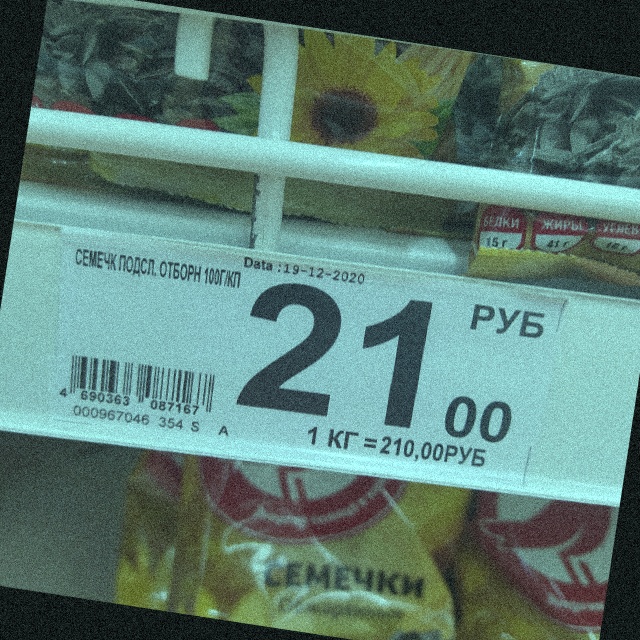 БЕЛКИ ЖИРЫ УГЛЕВ
15 г
СЕМЕЧК ПОДСЛ. ОТБОРН 100Г/КП
Data :19-12-2020
21 00
РУБ
4 690363 087167
000967046 354 S A
1 КГ =210,00РУБ
СЕМЕЧКИ